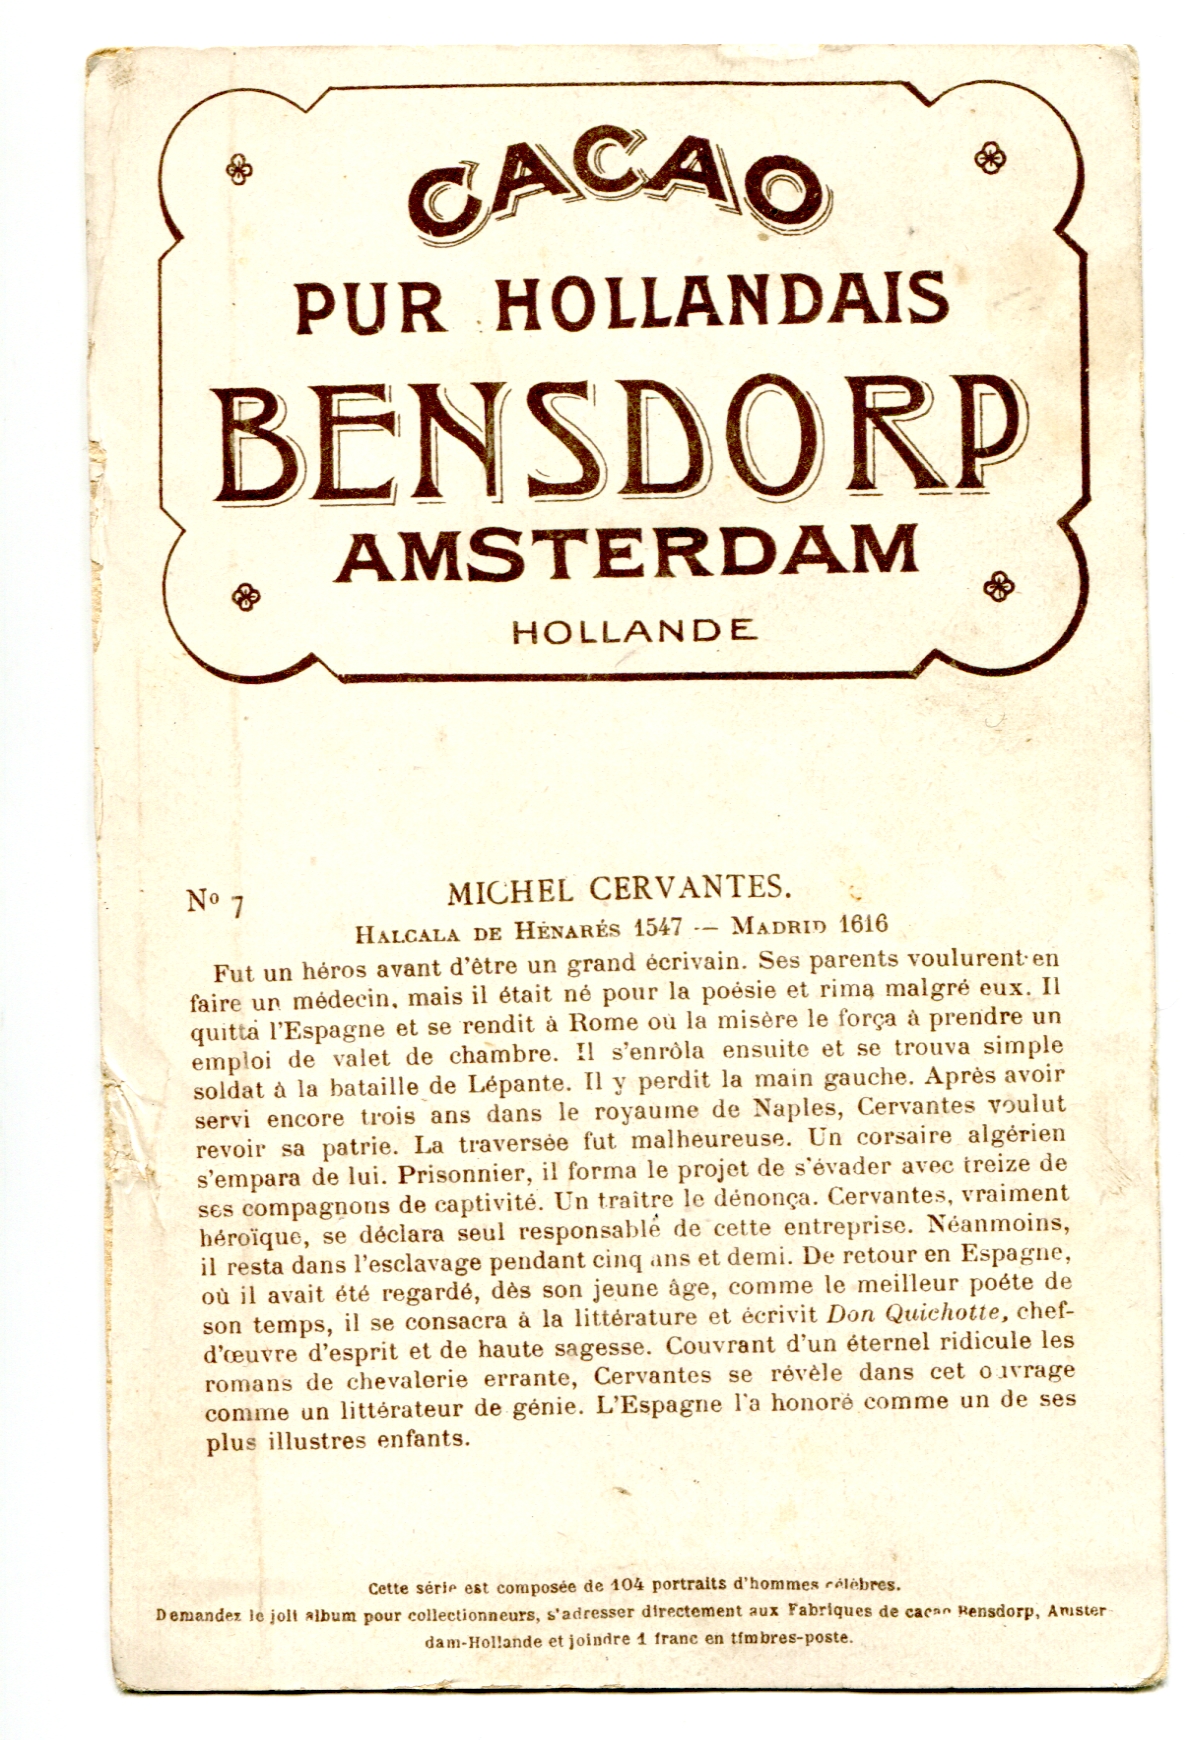 CACAO
PUR HOLLANDAIS
BENSDORP
AMSTERDAM
HOLLANDE
Nº 7
MICHEL CERVANTES.
HALCALA DE HÉNARÉS 1547 — MADRID 1616
Fut un héros avant d'être un grand écrivain. Ses parents voulurent en
faire un médecin, mais il était né pour la poésie et rima malgré eux. Il
quitta l'Espagne et se rendit à Rome où la misère le força à prendre un
emploi de valet de chambre. Il s'enrôla ensuite et se trouva simple
soldat à la bataille de Lépante. Il y perdit la main gauche. Après avoir
servi encore trois ans dans le royaume de Naples, Cervantes voulut
revoir sa patrie. La traversée fut malheureuse. Un corsaire algérien
s'empara de lui. Prisonnier, il forma le projet de s'évader avec treize de
ses compagnons de captivité. Un traître le dénonça. Cervantes, vraiment
héroïque, se déclara seul responsable de cette entreprise. Néanmoins,
il resta dans l'esclavage pendant cinq ans et demi. De retour en Espagne,
où il avait été regardé, dès son jeune âge, comme le meilleur poéte de
son temps, il se consacra à la littérature et écrivit Don Quichotte, chef-
d'œuvre d'esprit et de haute sagesse. Couvrant d'un éternel ridicule les
romans de chevalerie errante, Cervantes se révèle dans cet ouvrage
comme un littérateur de génie. L'Espagne l'a honoré comme un de ses
plus illustres enfants.
Cette série est composée de 104 portraits d'hommes célèbres.
Demandez le joli album pour collectionneurs, s'adresser directement aux Fabriques de cacao Bensdorp, Amster-
dam-Hollande et joindre 1 franc en timbres-poste.